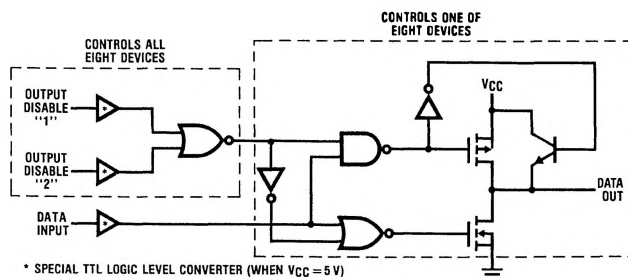 CONTROLS ONE OF
EIGHT DEVICES
CONTROLS ALL
EIGHT DEVICES
OUTPUT
DISABLE
"1"
*
VCC
OUTPUT
DISABLE
"2"
*
DATA
OUT
DATA
INPUT
*
* SPECIAL TTL LOGIC LEVEL CONVERTER (WHEN VCC = 5 V)